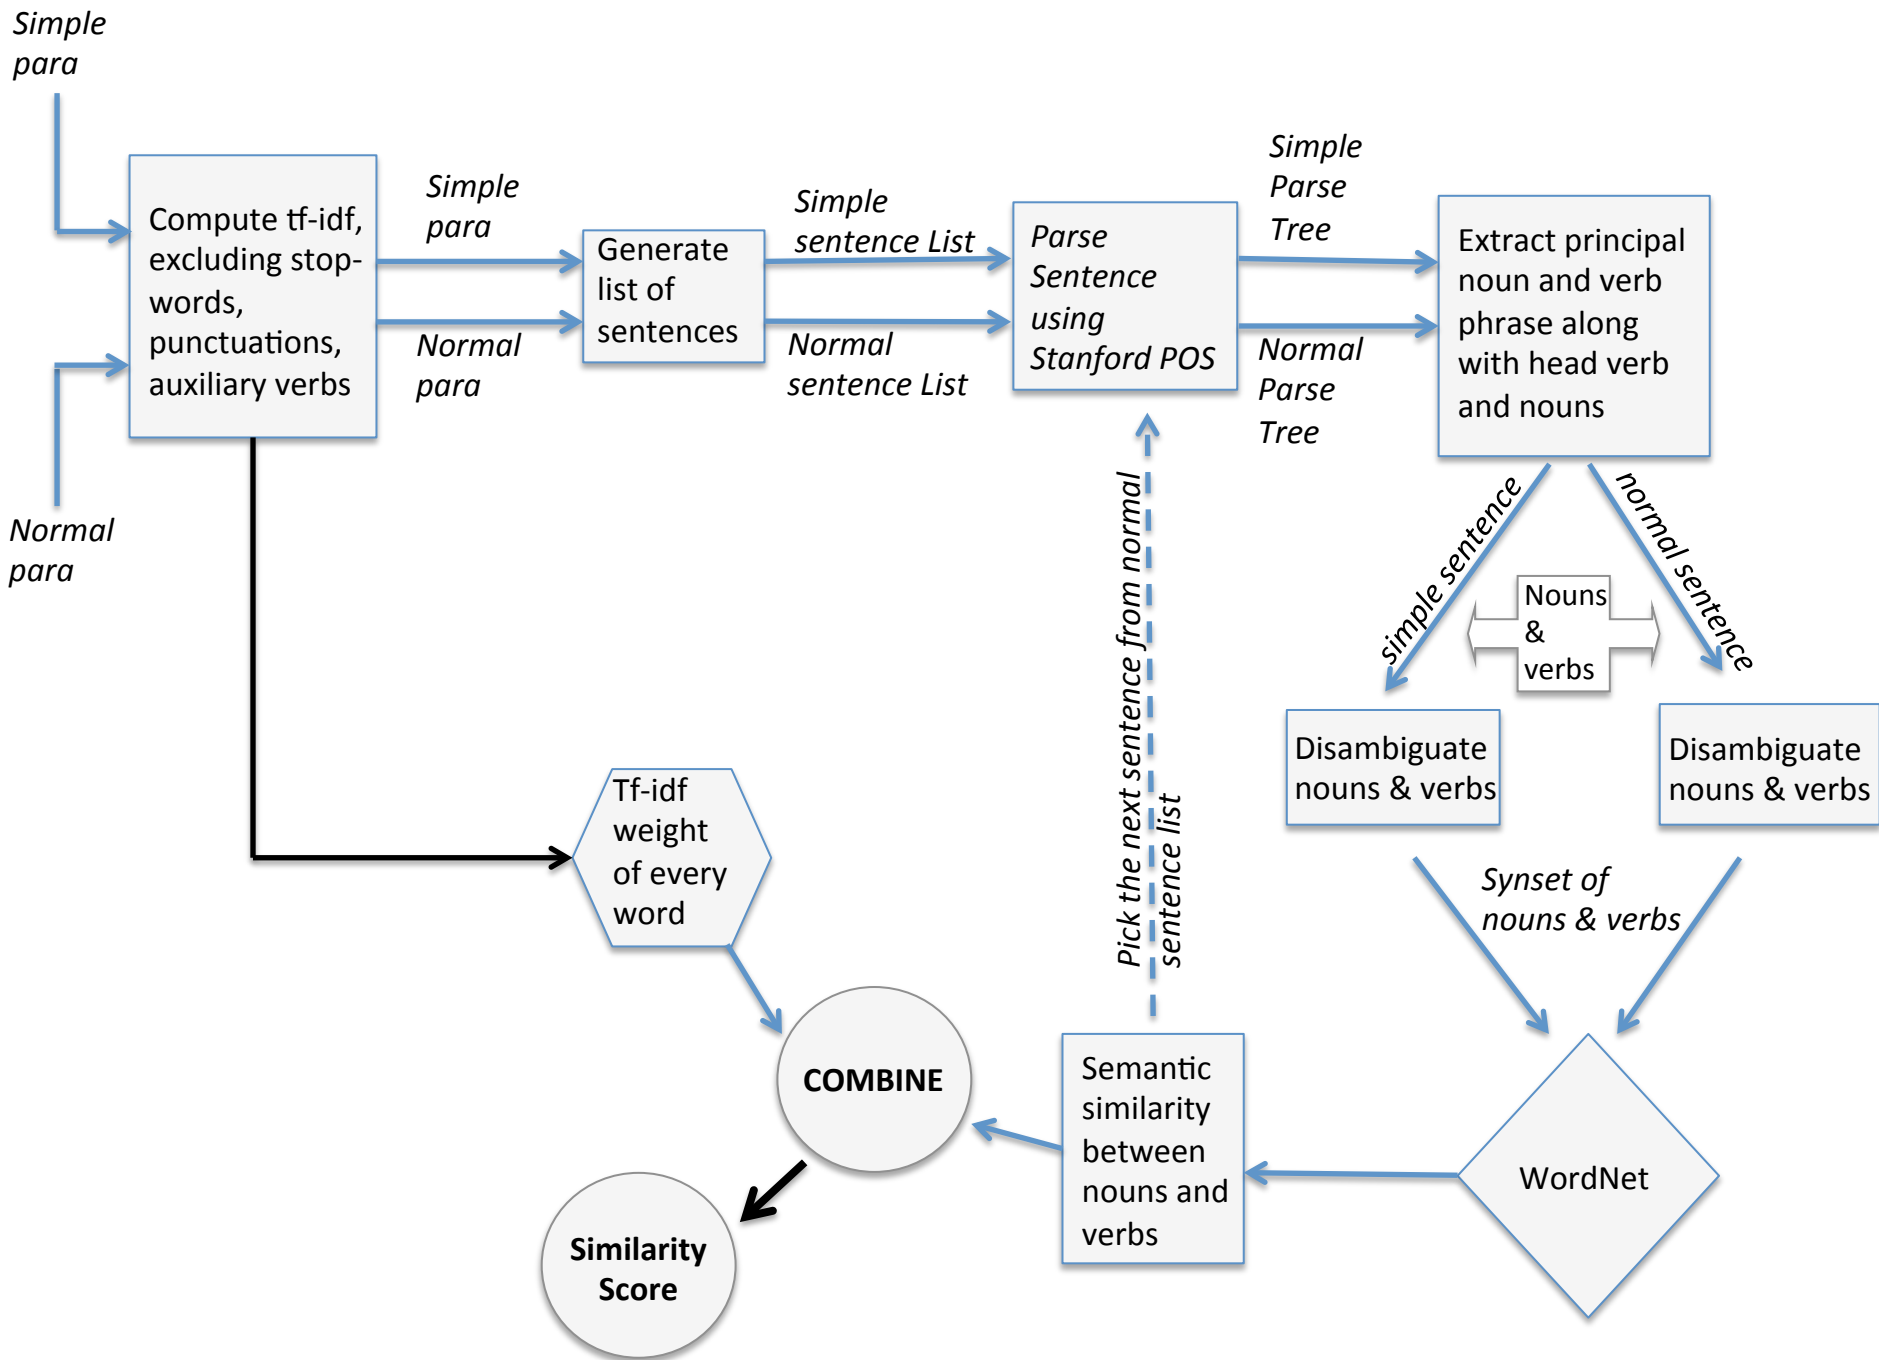 Simple
para
Compute tf-idf,
excluding stop-
words,
punctuations,
auxiliary verbs
Normal
para
Simple
para
Normal
para
Generate
list of
sentences
Simple
sentence List
Normal
sentence List
Parse
Sentence
using
Stanford POS
Simple
Parse
Tree
Normal
Parse
Tree
Extract principal
noun and verb
phrase along
with head verb
and nouns
simple sentence
normal sentence
Nouns
&
verbs
Disambiguate
nouns & verbs
Disambiguate
nouns & verbs
Synset of
nouns & verbs
WordNet
Semantic
similarity
between
nouns and
verbs
Pick the next sentence from normal
sentence list
Tf-idf
weight
of every
word
COMBINE
Similarity
Score